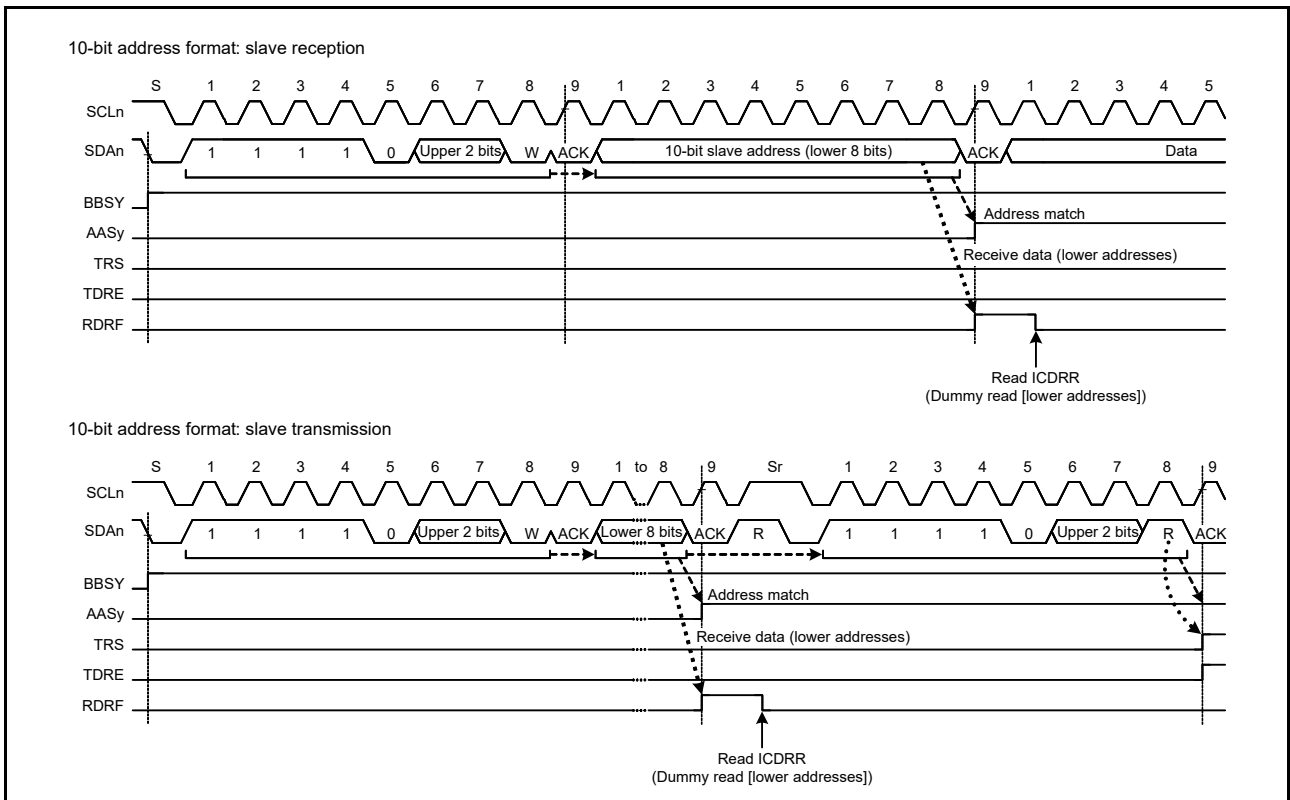 10-bit address format: slave reception
S 1 2 3 4 5 6 7 8 9 1 2 3 4 5 6 7 8 9 1 2 3 4 5
SCLn
SDAn 1 1 1 1 0 Upper 2 bits W ACK 10-bit slave address (lower 8 bits) ACK Data
BBSY
Address match
AASy
Receive data (lower addresses)
TRS
TDRE
RDRF
Read ICDRR
(Dummy read [lower addresses])
10-bit address format: slave transmission
S 1 2 3 4 5 6 7 8 9 1 to 8 9 Sr 1 2 3 4 5 6 7 8 9
SCLn
SDAn 1 1 1 1 0 Upper 2 bits W ACK Lower 8 bits ACK R 1 1 1 1 0 Upper 2 bits R ACK
BBSY
Address match
AASy
Receive data (lower addresses)
TRS
TDRE
RDRF
Read ICDRR
(Dummy read [lower addresses])